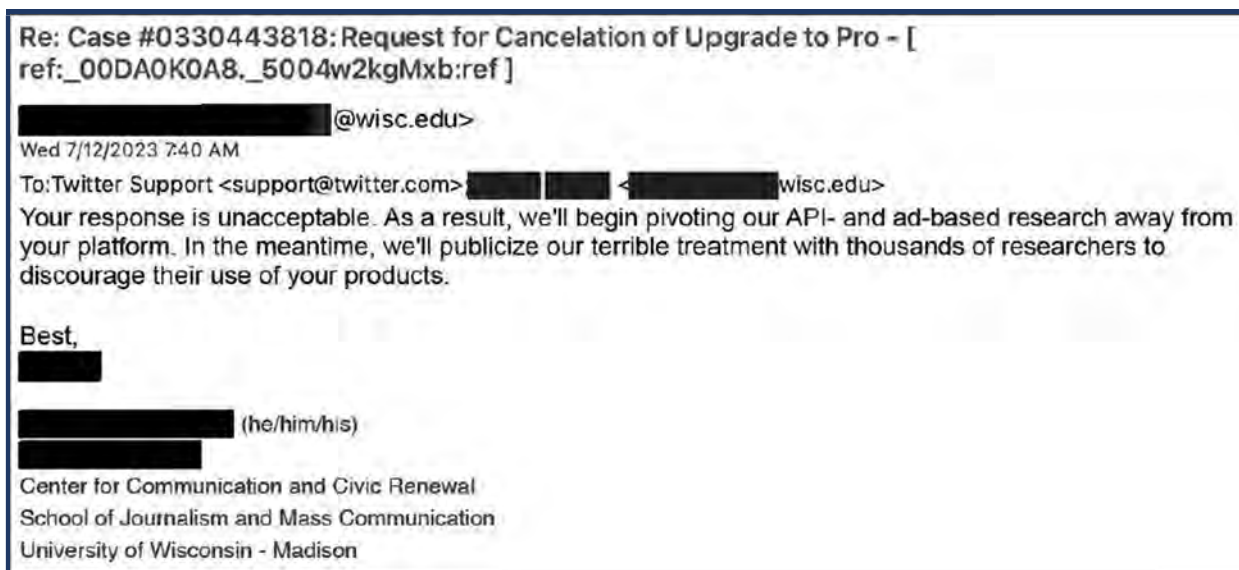 Re: Case #0330443818: Request for Cancelation of Upgrade to Pro - [
ref:_00DA0K0A8._5004w2kgMxb:ref ]
@wisc.edu>
Wed 7/12/2023 7:40 AM
To:Twitter Support <support@twitter.com>; < wisc.edu>
Your response is unacceptable. As a result, we'll begin pivoting our API- and ad-based research away from
your platform. In the meantime, we'll publicize our terrible treatment with thousands of researchers to
discourage their use of your products.
Best,
(he/him/his)
Center for Communication and Civic Renewal
School of Journalism and Mass Communication
University of Wisconsin - Madison